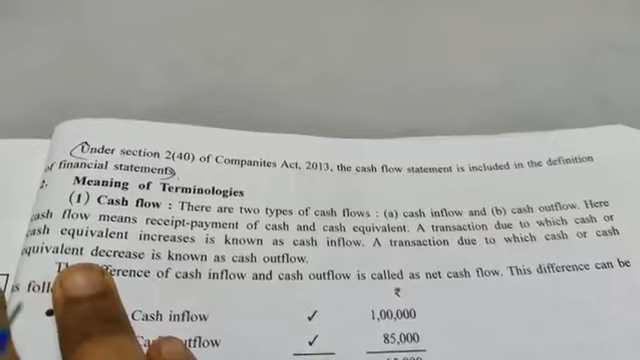 Under section 2(40) of Companites Act, 2013, the cash flow statement is included in the definition
of financial statements.
2. Meaning of Terminologies
(1) Cash flow : There are two types of cash flows : (a) cash inflow and (b) cash outflow. Here
cash flow means receipt-payment of cash and cash equivalent. A transaction due to which cash or
cash equivalent increases is known as cash inflow. A transaction due to which cash or cash
equivalent decrease is known as cash outflow.
of cash inflow and cash outflow is called as net cash flow. This difference can be
₹
Cash inflow ✓ 1,00,000
✓ 85,000